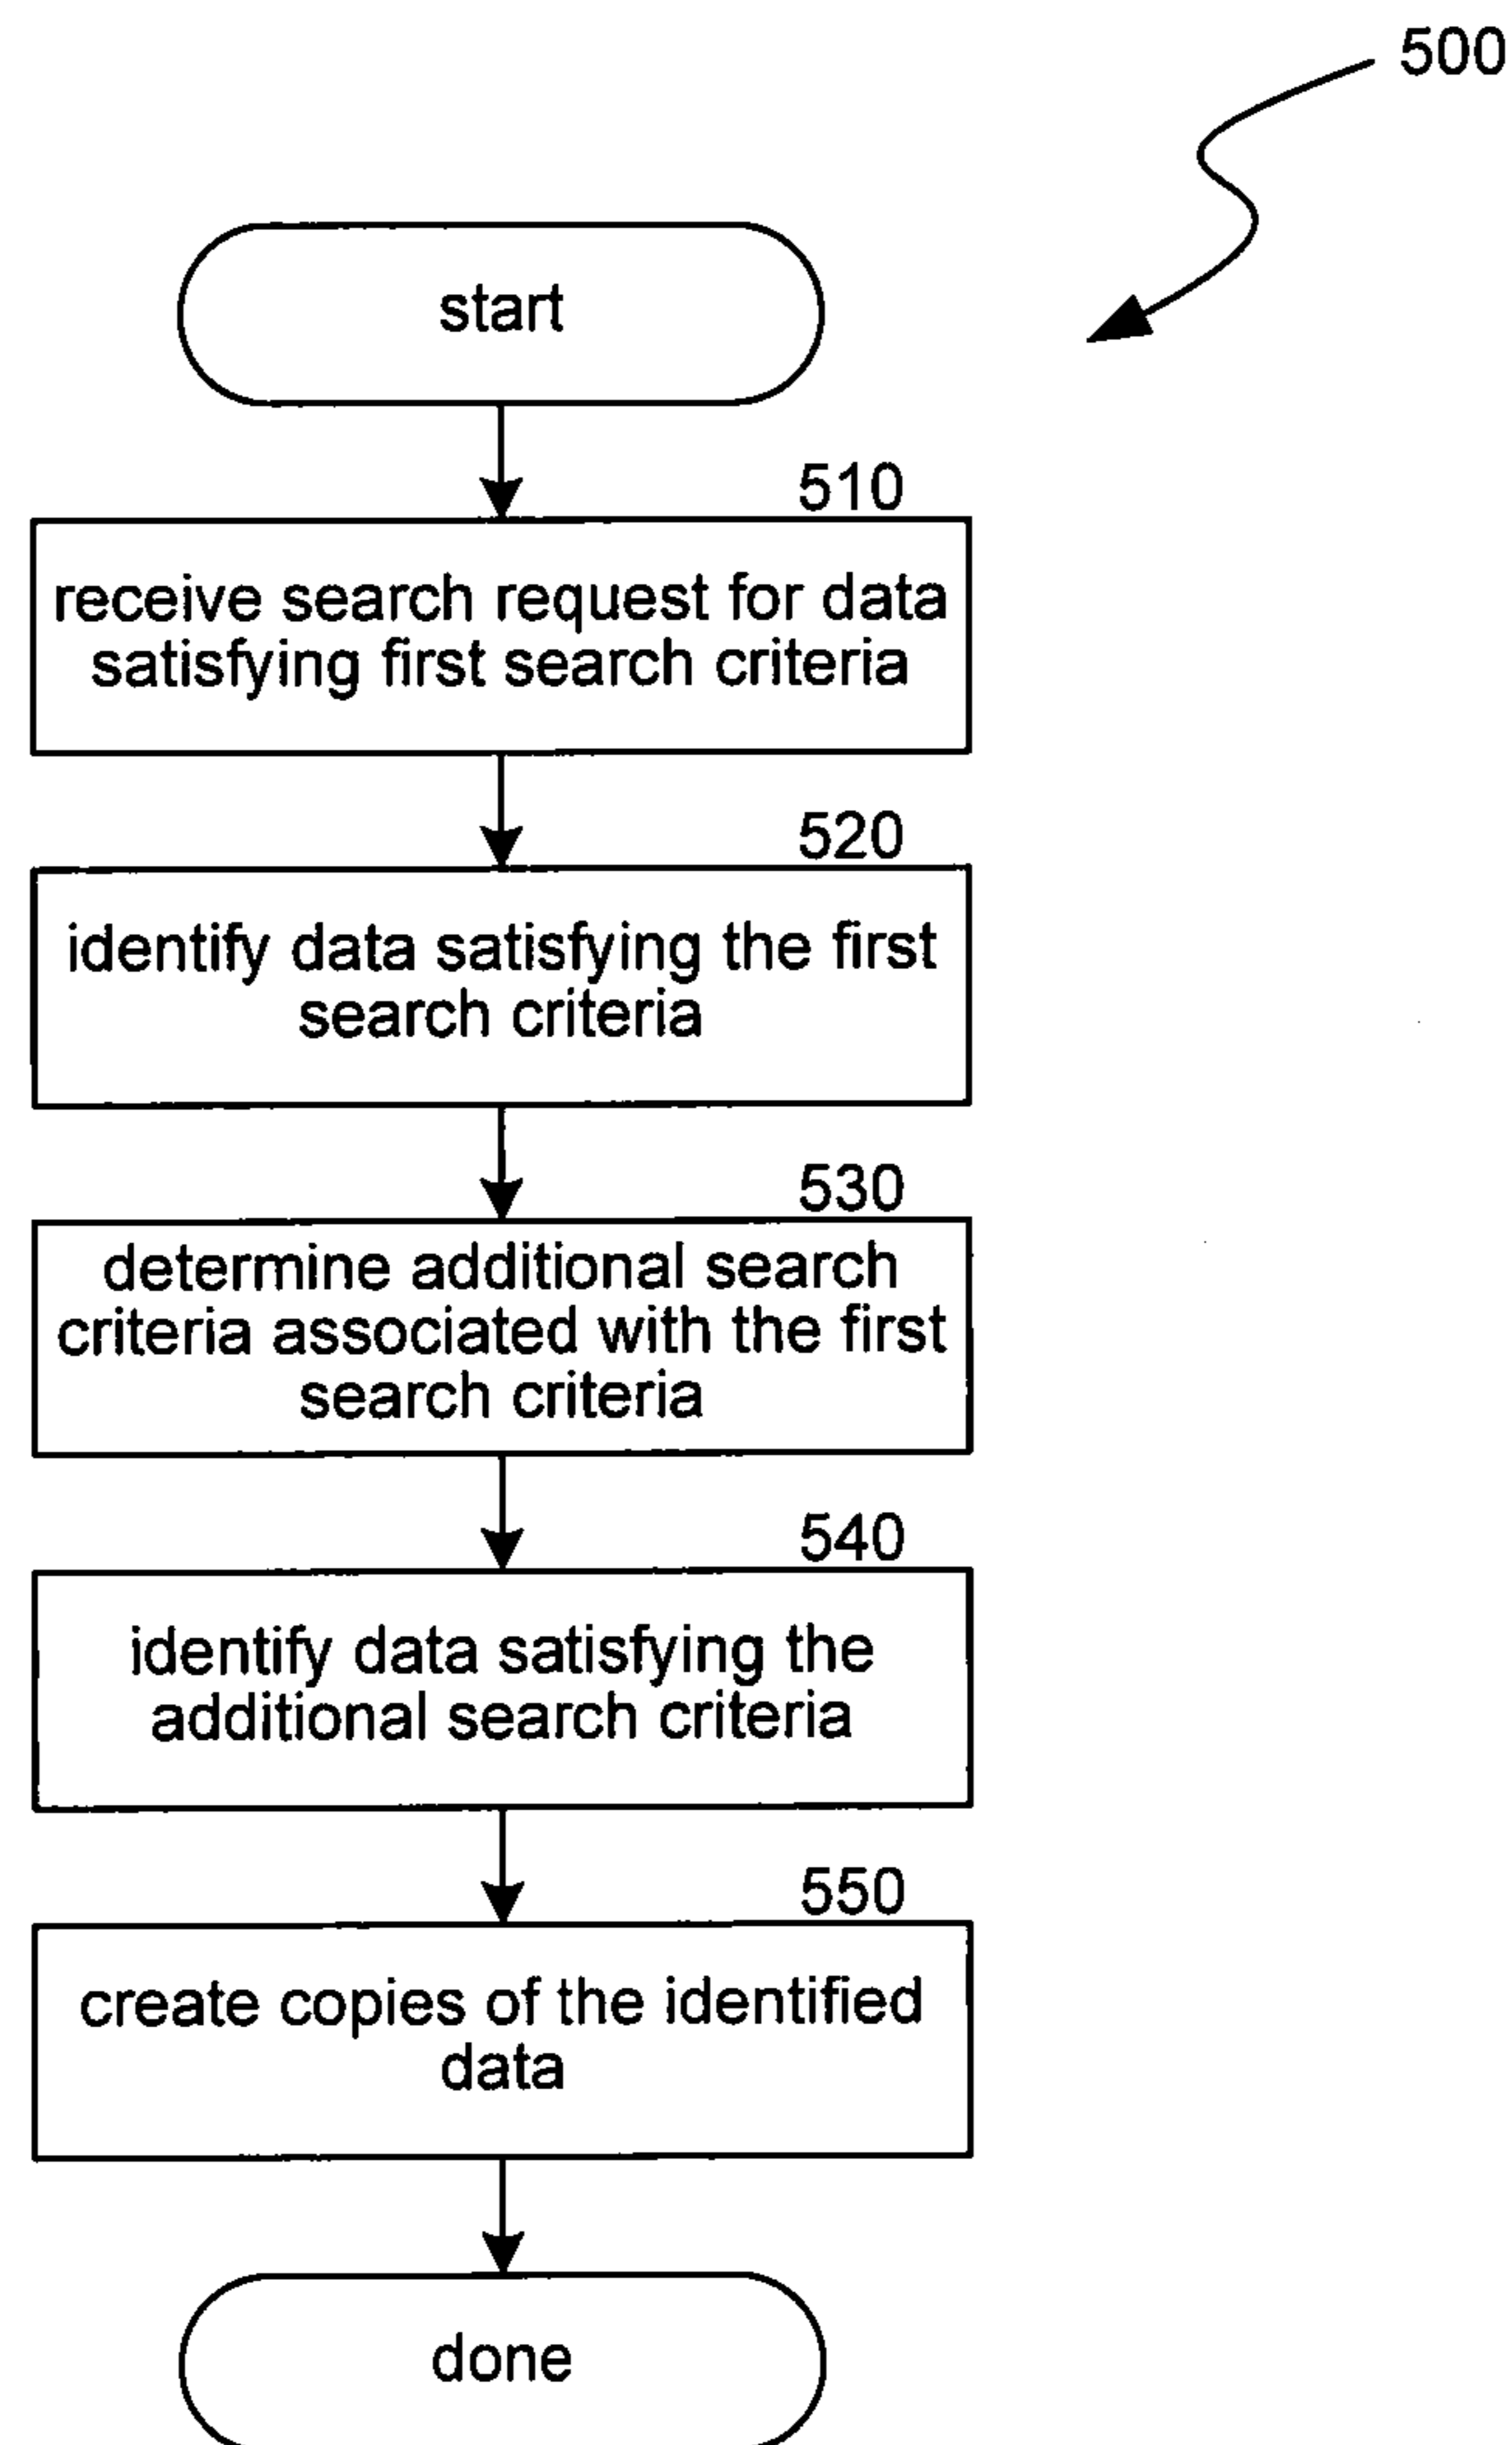 500
start
510
receive search request for data
satisfying first search criteria
520
identify data satisfying the first
search criteria
530
determine additional search
criteria associated with the first
search criteria
540
identify data satisfying the
additional search criteria
550
create copies of the identified
data
done